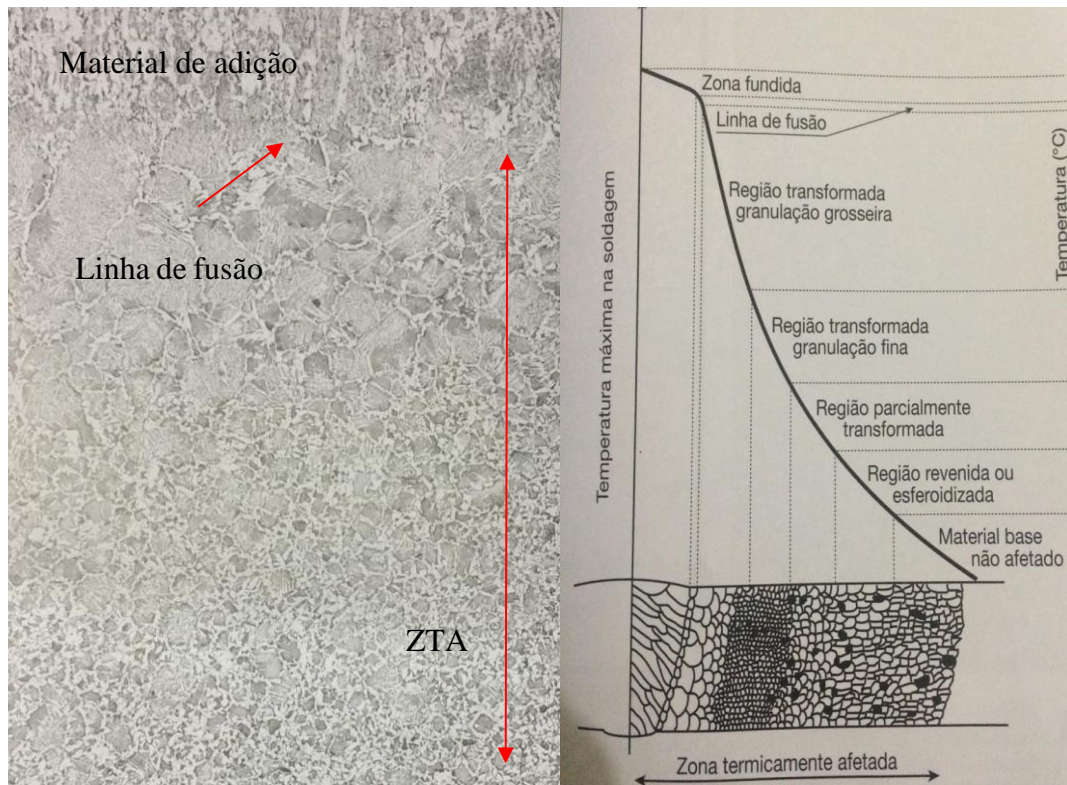 Material de adição
Linha de fusão
ZTA
Temperatura máxima na soldagem
Zona fundida
Linha de fusão
Região transformada
granulação grosseira
Região transformada
granulação fina
Região parcialmente
transformada
Região revenida ou
esferoidizada
Material base
não afetado
Temperatura (°C)
Zona termicamente afetada